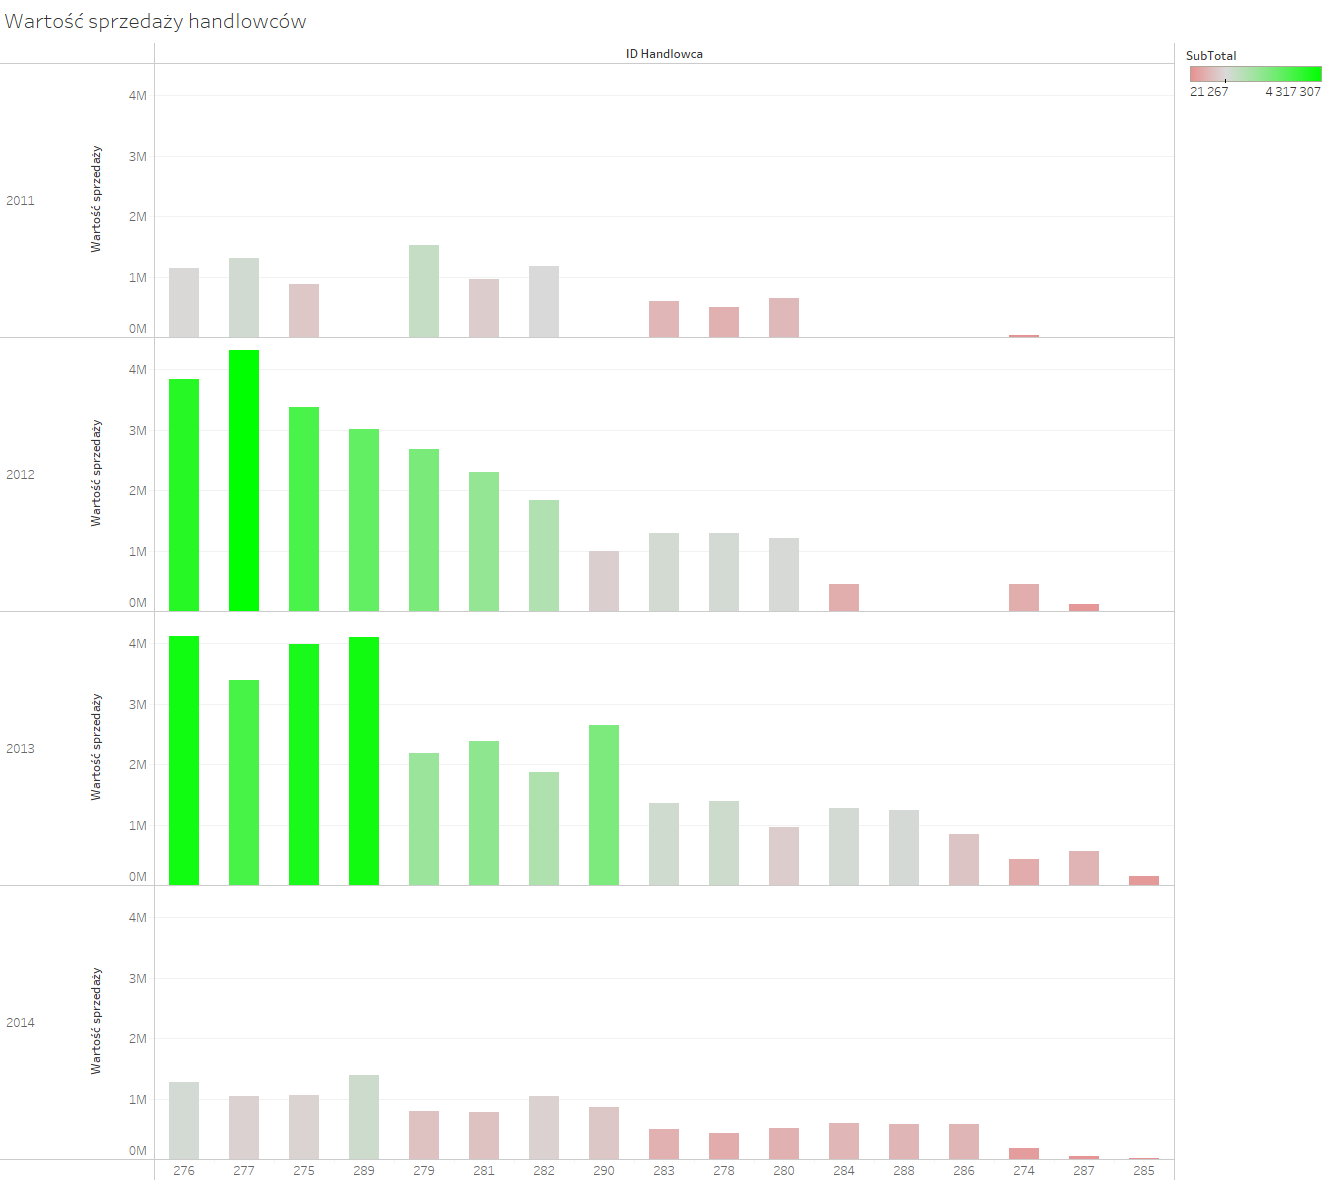 Wartość sprzedaży handlowców
ID Handlowca
SubTotal
21 267 4 317 307
2011
Wartość sprzedaży
4M
3M
2M
1M
0M
2012
Wartość sprzedaży
4M
3M
2M
1M
0M
2013
Wartość sprzedaży
4M
3M
2M
1M
0M
2014
Wartość sprzedaży
4M
3M
2M
1M
0M
276 277 275 289 279 281 282 290 283 278 280 284 288 286 274 287 285